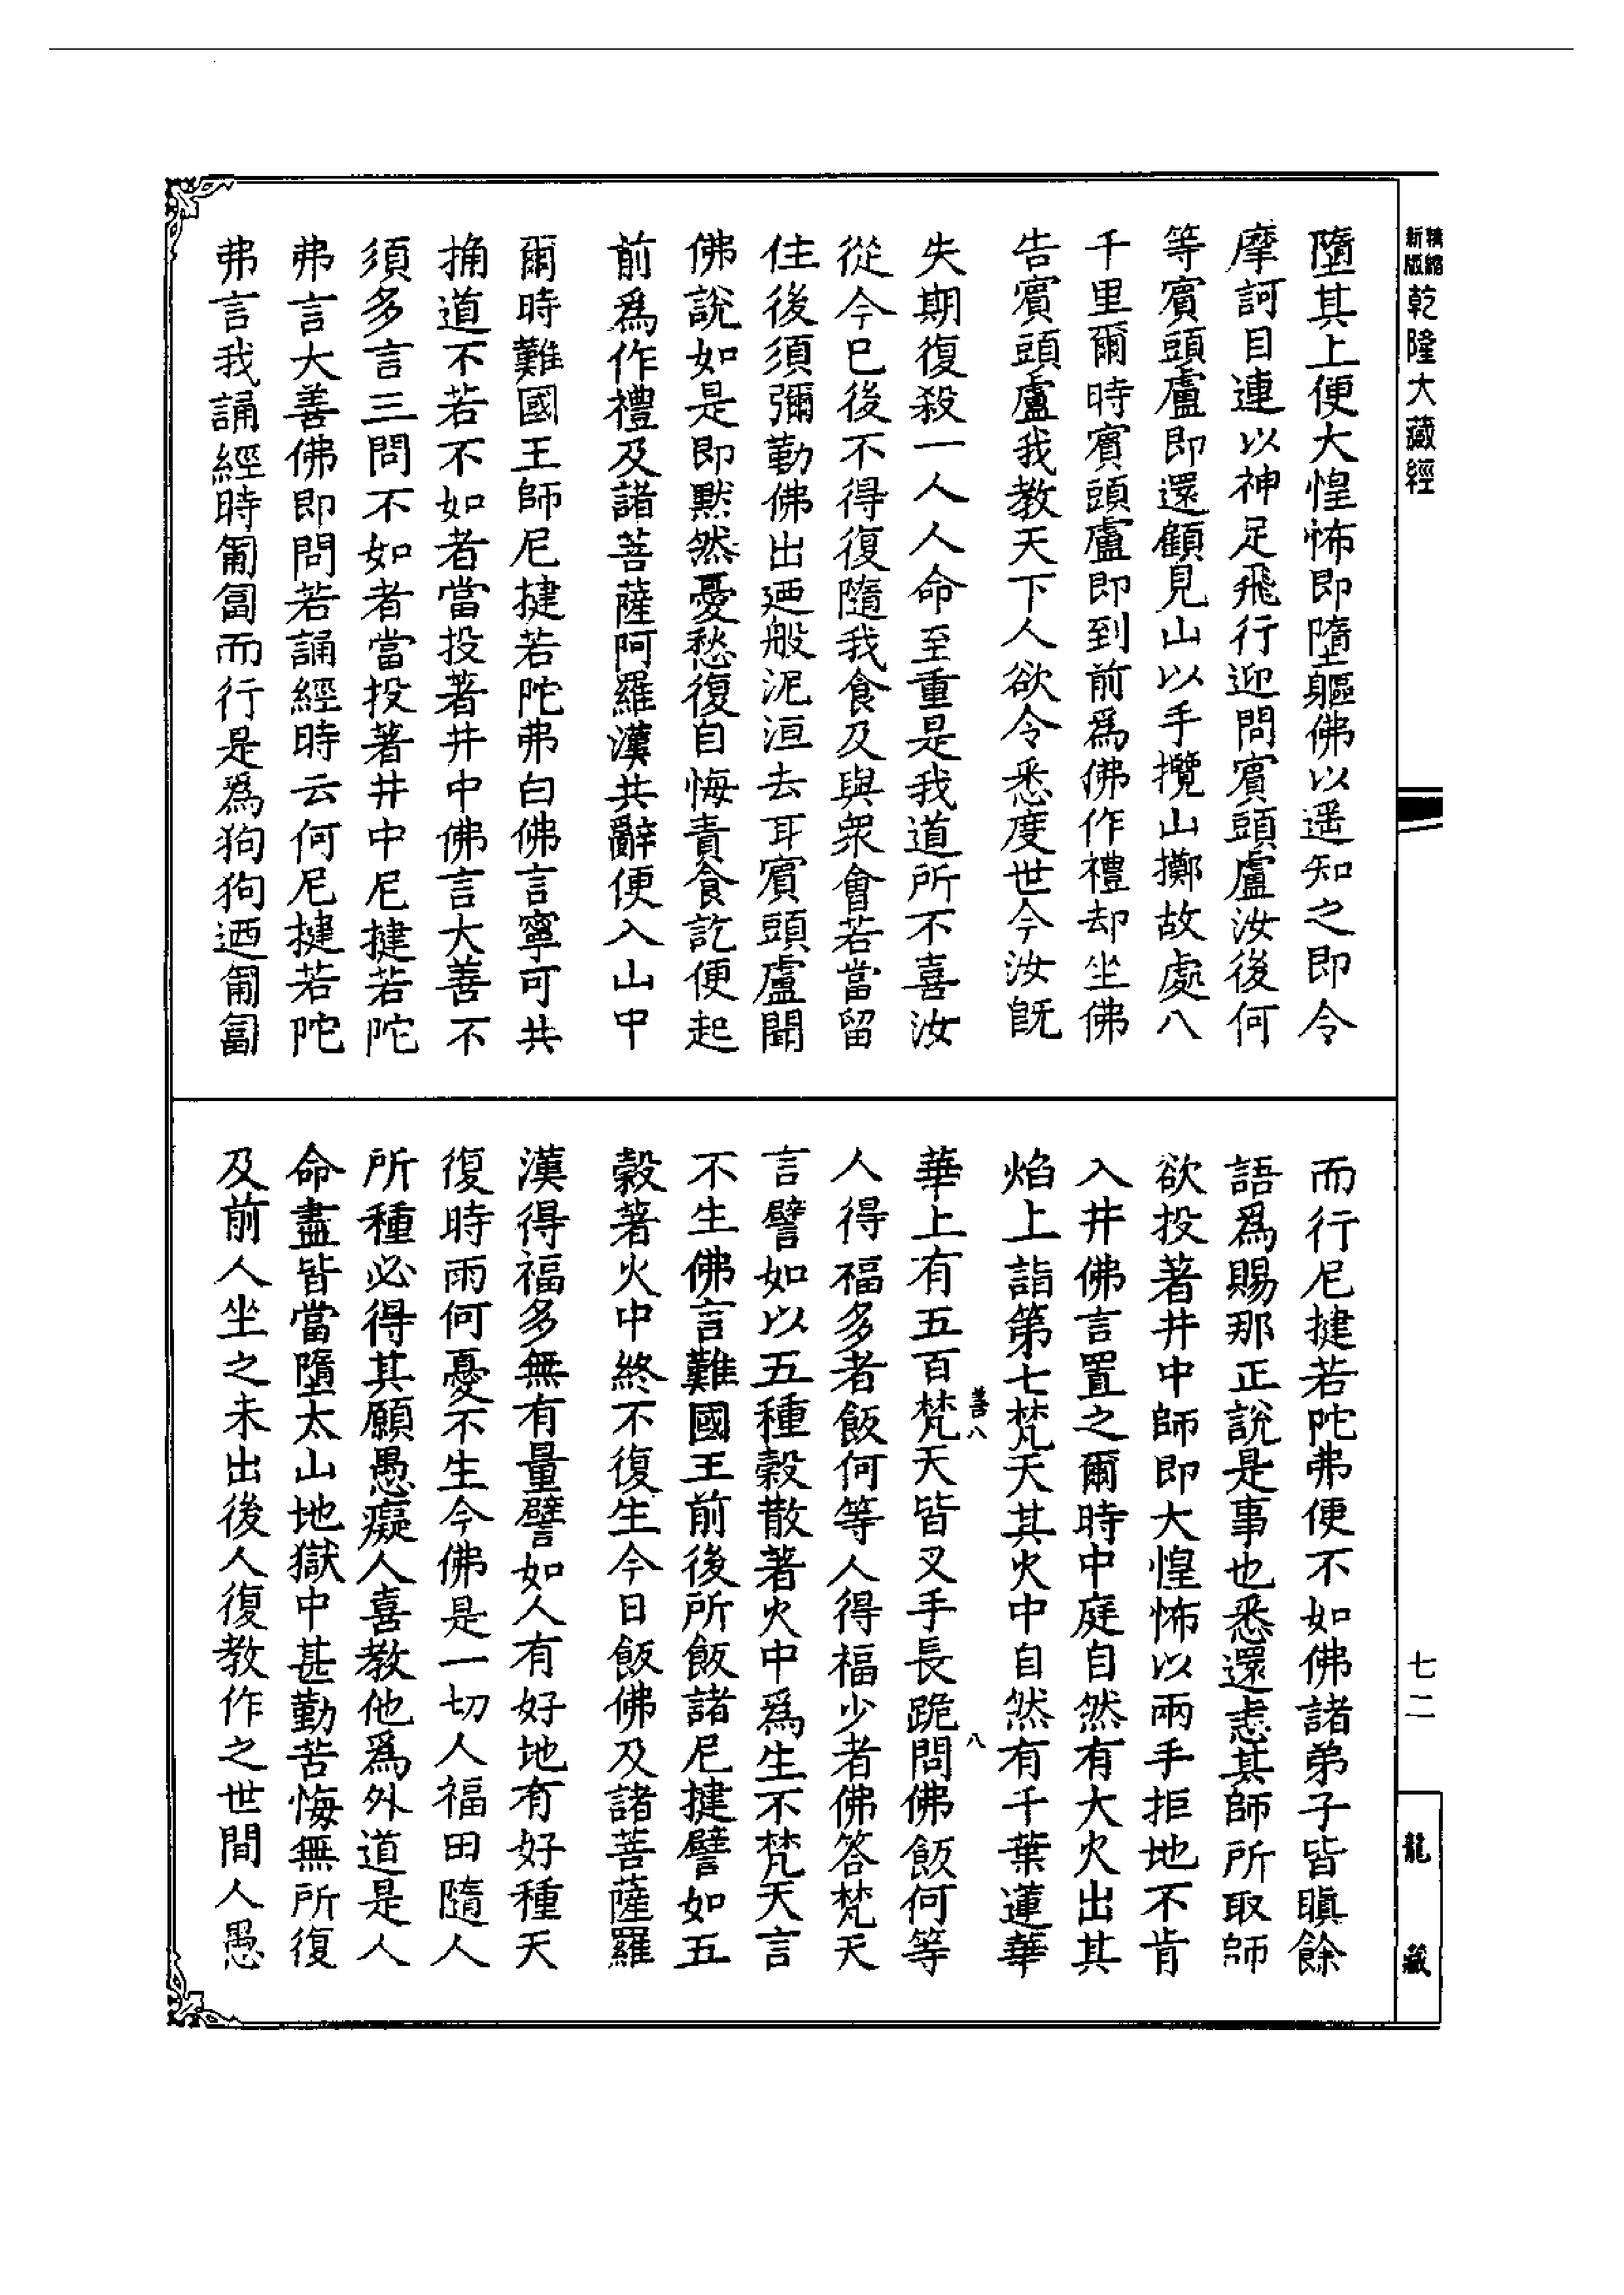 新版
精縮
乾隆大藏經
墮其上便大惶怖即墮軀佛以遥知之即令
摩訶目連以神足飛行迎問賓頭盧汝後何
等賓頭盧即還顧見山以手攬山擲故處八
千里爾時賓頭盧即到前爲佛作禮却坐佛
告賓頭盧我教天下人欲令悉度世今汝旣
失期復殺一人人命至重是我道所不喜汝
從今已後不得復隨我食及與衆會若當留
住後須彌勒佛出廼般泥洹去耳賓頭盧聞
佛說如是即默然憂愁復自悔責食訖便起
前爲作禮及諸菩薩阿羅漢共辭便入山中
爾時難國王師尼揵若陀弗白佛言寧可共
捅道不若不如者當投著井中佛言大善不
須多言三問不如者當投著井中尼揵若陀
弗言大善佛即問若誦經時云何尼揵若陀
弗言我誦經時匍匐而行是爲狗狗迺匍匐
而行尼揵若陀弗便不如佛諸弟子皆瞋餘
語爲賜那正說是事也悉還恚其師所取師
欲投著井中師即大惶怖以兩手拒地不肯
入井佛言置之爾時中庭自然有大火出其
焰上詣第七梵天其火中自然有千葉蓮華
華上有五百梵天皆叉手長跪問佛飯何等
善八
八
人得福多者飯何等人得福少者佛答梵天
言譬如以五種穀散著火中爲生不梵天言
不生佛言難國王前後所飯諸尼揵譬如五
穀著火中終不復生今日飯佛及諸菩薩羅
漢得福多無有量譬如人有好地有好種天
復時雨何憂不生今佛是一切人福田隨人
所種必得其願愚癡人喜教他爲外道是人
命盡皆當墮太山地獄中甚勤苦悔無所復
及前人坐之未出後人復教作之世間人愚
七二
龍藏